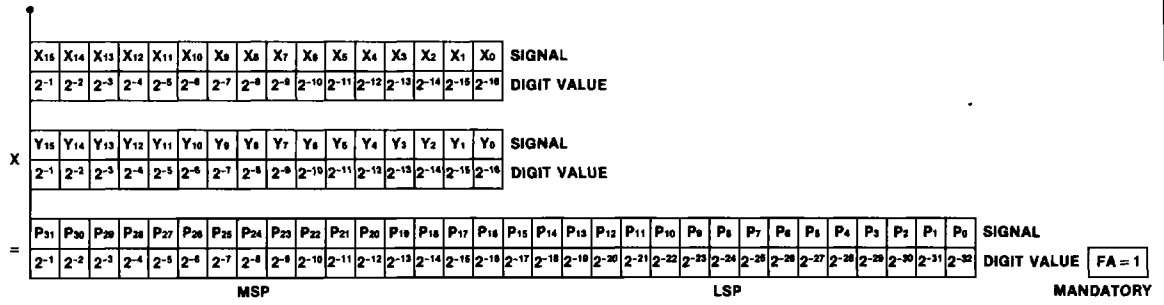 X₁₅ X₁₄ X₁₃ X₁₂ X₁₁ X₁₀ X₉ X₈ X₇ X₆ X₅ X₄ X₃ X₂ X₁ X₀ SIGNAL
2⁻¹ 2⁻² 2⁻³ 2⁻⁴ 2⁻⁵ 2⁻⁶ 2⁻⁷ 2⁻⁸ 2⁻⁹ 2⁻¹⁰ 2⁻¹¹ 2⁻¹² 2⁻¹³ 2⁻¹⁴ 2⁻¹⁵ 2⁻¹⁶ DIGIT VALUE
X Y₁₅ Y₁₄ Y₁₃ Y₁₂ Y₁₁ Y₁₀ Y₉ Y₈ Y₇ Y₆ Y₅ Y₄ Y₃ Y₂ Y₁ Y₀ SIGNAL
2⁻¹ 2⁻² 2⁻³ 2⁻⁴ 2⁻⁵ 2⁻⁶ 2⁻⁷ 2⁻⁸ 2⁻⁹ 2⁻¹⁰ 2⁻¹¹ 2⁻¹² 2⁻¹³ 2⁻¹⁴ 2⁻¹⁵ 2⁻¹⁶ DIGIT VALUE
= P₃₁ P₃₀ P₂₉ P₂₈ P₂₇ P₂₆ P₂₅ P₂₄ P₂₃ P₂₂ P₂₁ P₂₀ P₁₉ P₁₈ P₁₇ P₁₆ P₁₅ P₁₄ P₁₃ P₁₂ P₁₁ P₁₀ P₉ P₈ P₇ P₆ P₅ P₄ P₃ P₂ P₁ P₀ SIGNAL
2⁻¹ 2⁻² 2⁻³ 2⁻⁴ 2⁻⁵ 2⁻⁶ 2⁻⁷ 2⁻⁸ 2⁻⁹ 2⁻¹⁰ 2⁻¹¹ 2⁻¹² 2⁻¹³ 2⁻¹⁴ 2⁻¹⁵ 2⁻¹⁶ 2⁻¹⁷ 2⁻¹⁸ 2⁻¹⁹ 2⁻²⁰ 2⁻²¹ 2⁻²² 2⁻²³ 2⁻²⁴ 2⁻²⁵ 2⁻²⁶ 2⁻²⁷ 2⁻²⁸ 2⁻²⁹ 2⁻³⁰ 2⁻³¹ 2⁻³² DIGIT VALUE FA = 1
MSP LSP MANDATORY